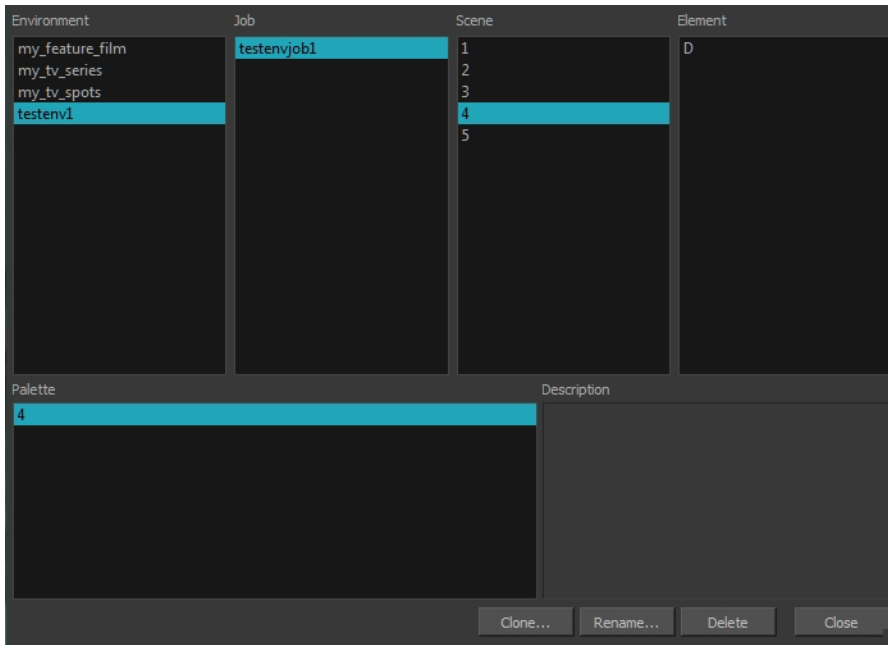 Environment
Job
Scene
Element
my_feature_film
my_tv_series
my_tv_spots
testenv1
testenvjob1
1
2
3
4
5
D
Palette
Description
4
Clone...
Rename...
Delete
Close